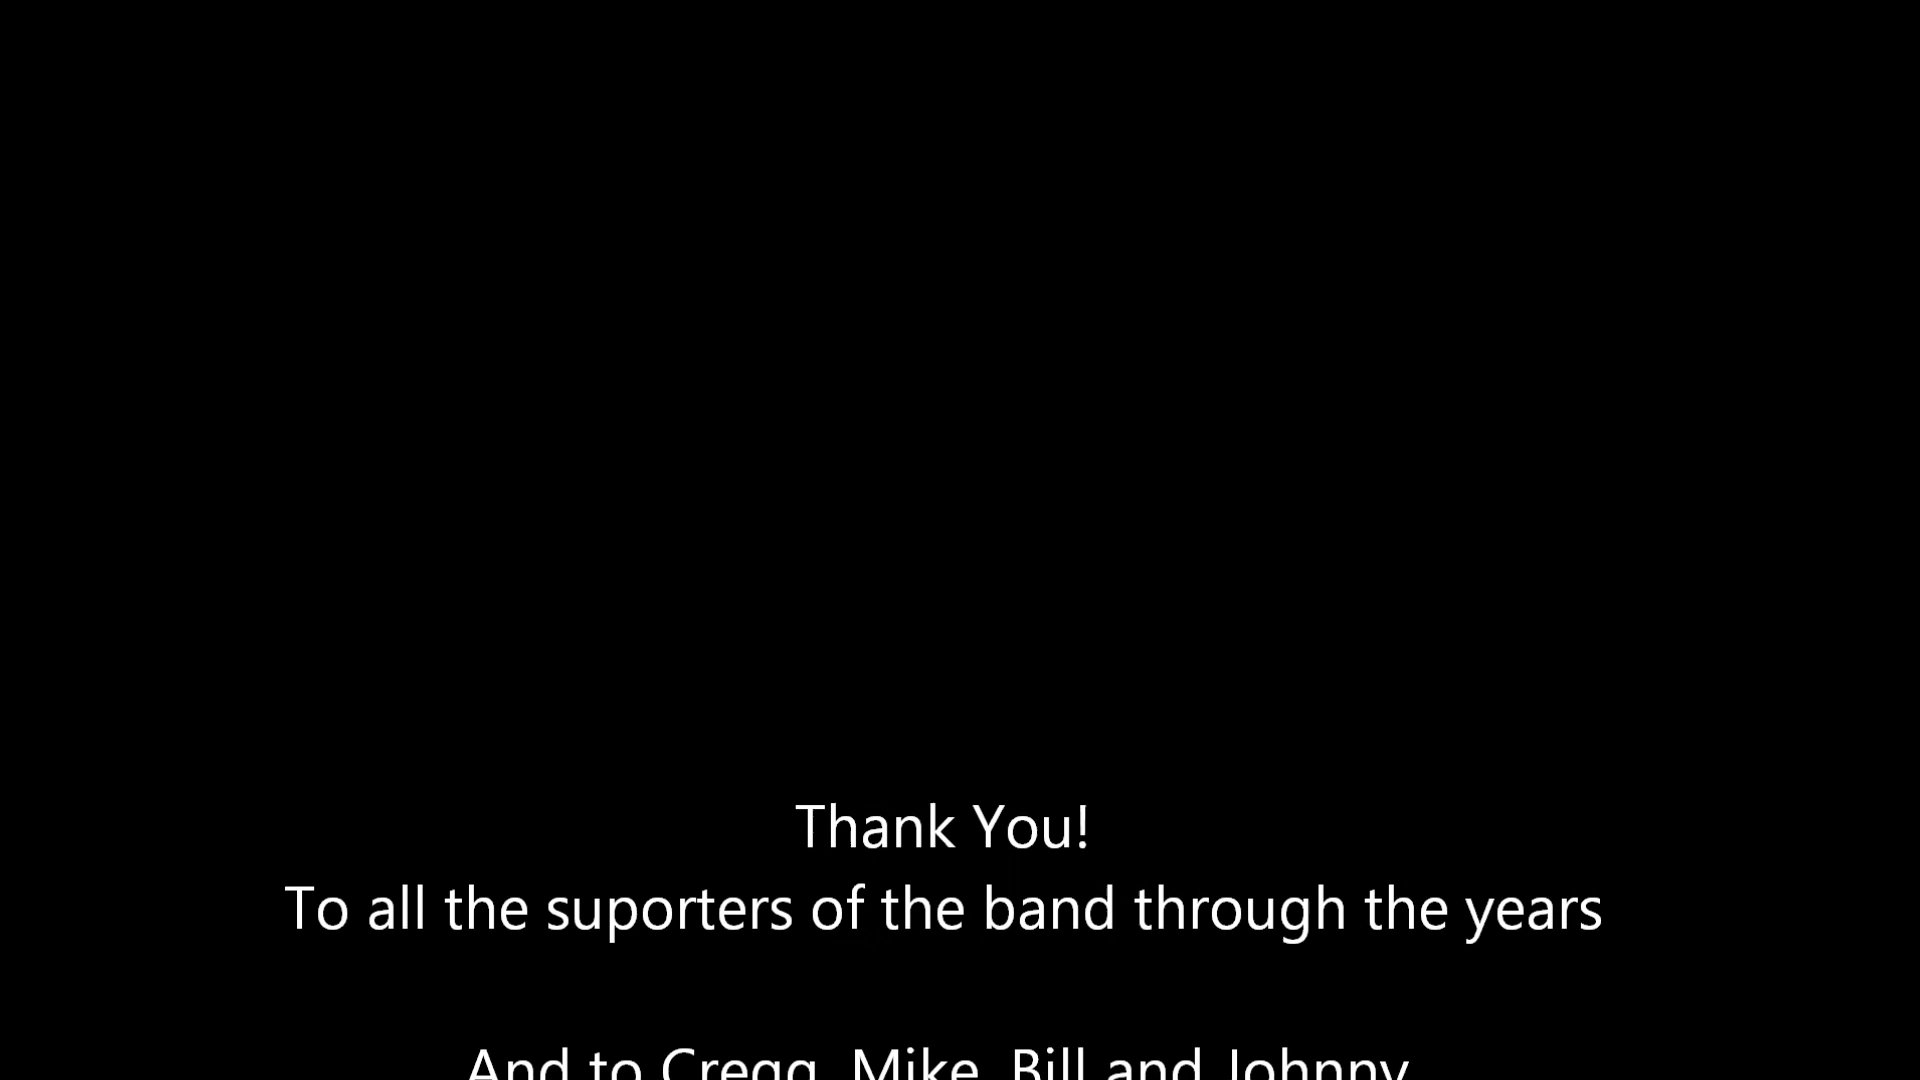 Thank You!
To all the suporters of the band through the years
And to Cregg, Mike, Bill and Johnny